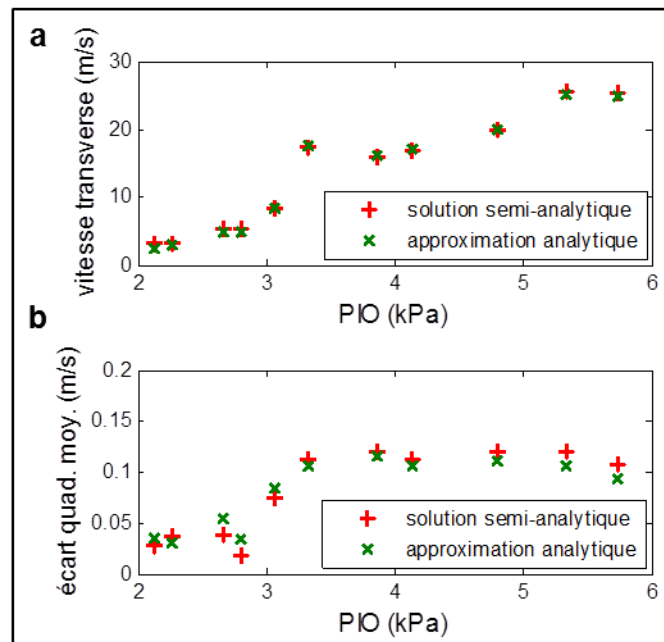 a
vitesse transverse (m/s)
30
20
10
0
solution semi-analytique
approximation analytique
2 3 4 5 6
PIO (kPa)
b
écart quad. moy. (m/s)
0.2
0.15
0.1
0.05
0
solution semi-analytique
approximation analytique
2 3 4 5 6
PIO (kPa)